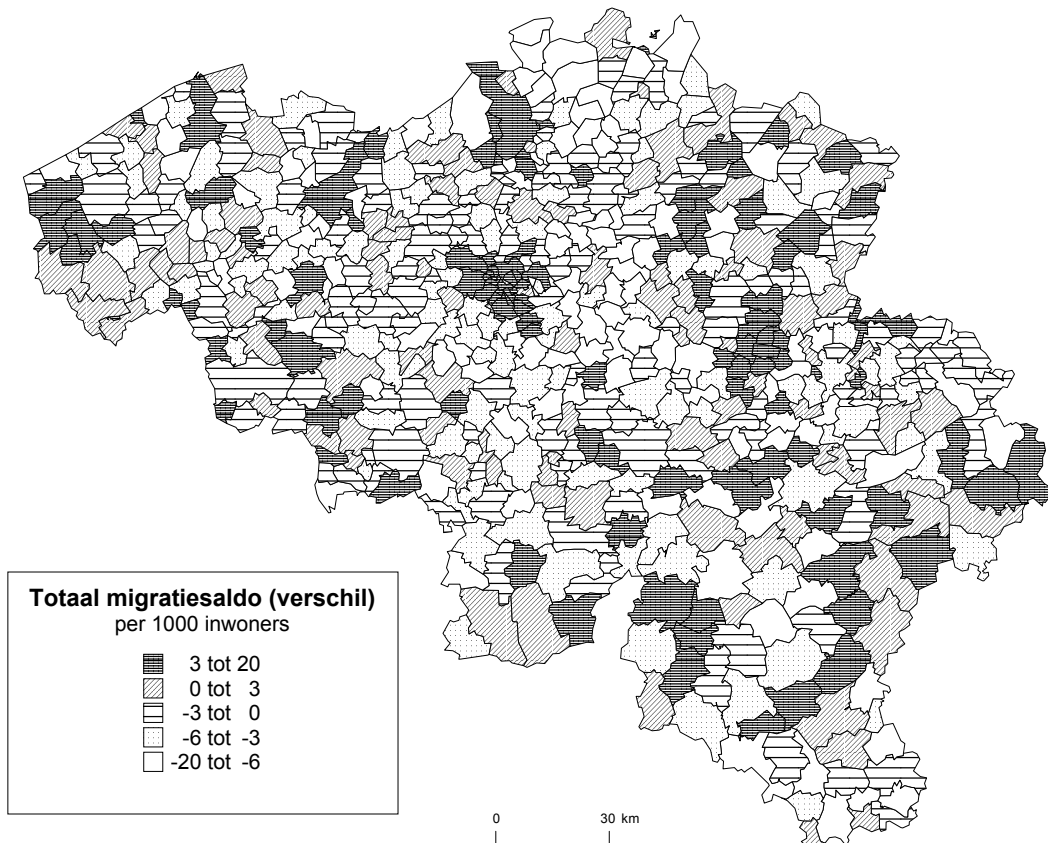 Totaal migratiesaldo (verschil)
per 1000 inwoners
3 tot 20
0 tot 3
-3 tot 0
-6 tot -3
-20 tot -6
0 30 km